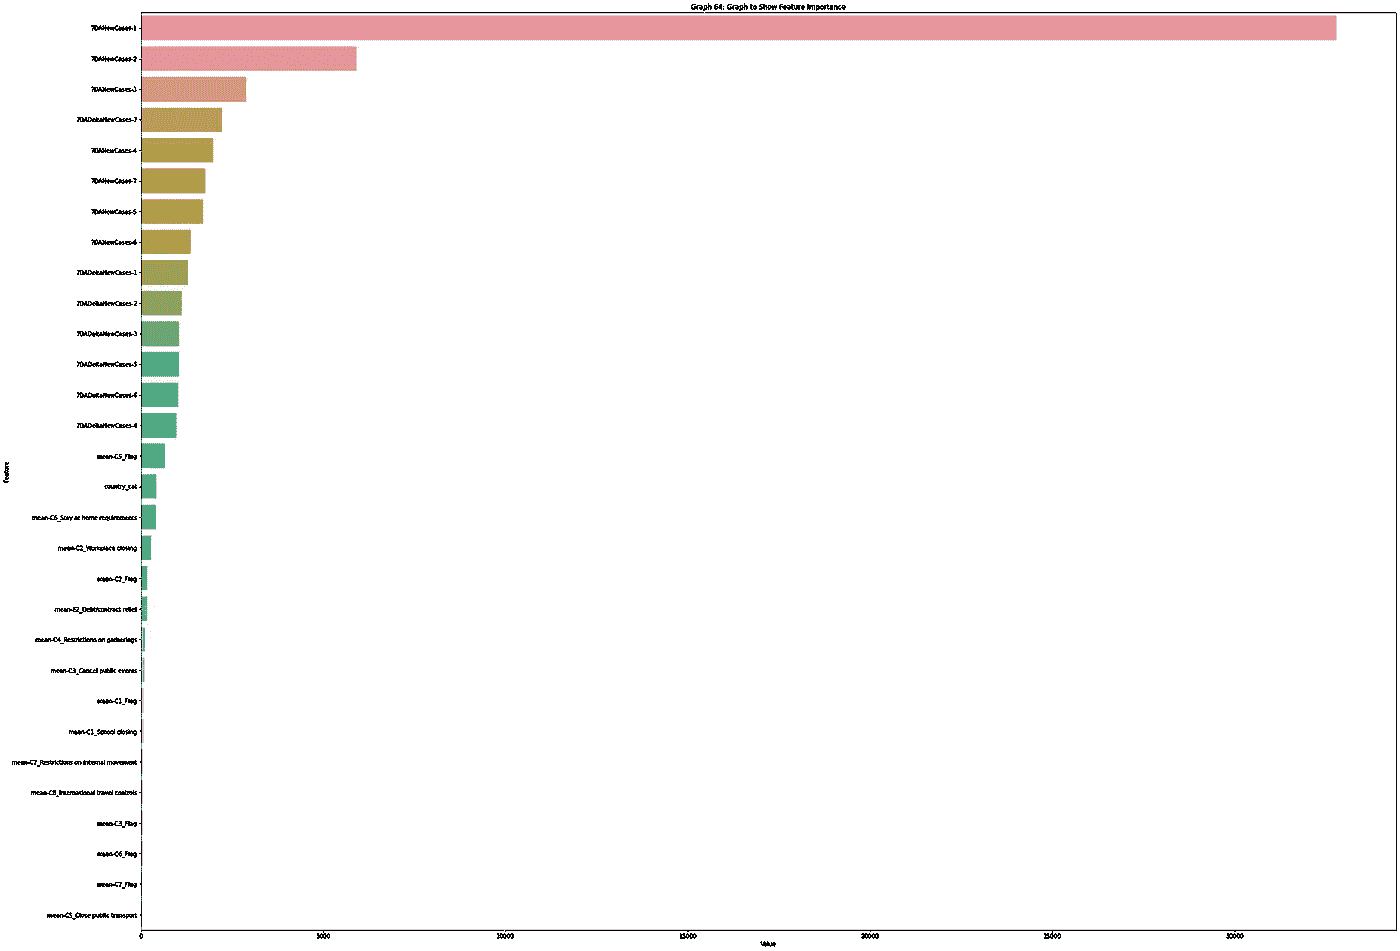 Graph 64: Graph to Show Feature Importance
7DANewCases-1
7DANewCases-2
7DANewCases-3
7DADeltaNewCases-7
7DANewCases-4
7DANewCases-7
7DANewCases-5
7DANewCases-6
7DADeltaNewCases-1
7DADeltaNewCases-2
7DADeltaNewCases-3
7DADeltaNewCases-5
7DADeltaNewCases-6
7DADeltaNewCases-4
mean-C5_Flag
country_cat
mean-C6_Stay at home requirements
mean-C2_Workplace closing
mean-C2_Flag
mean-E2_Debt/contract relief
mean-C4_Restrictions on gatherings
mean-C3_Cancel public events
mean-C1_Flag
mean-C1_School closing
mean-C7_Restrictions on internal movement
mean-C8_International travel controls
mean-C3_Flag
mean-C6_Flag
mean-C7_Flag
mean-C5_Close public transport
Feature
0 5000 10000 15000 20000 25000 30000
Value